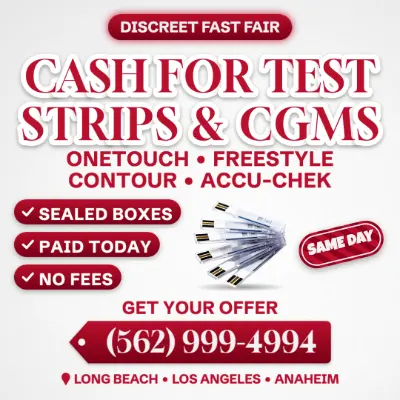 DISCREET FAST FAIR
CASH FOR TEST
STRIPS & CGMS
ONETOUCH • FREESTYLE
CONTOUR • ACCU-CHEK
SEALED BOXES
PAID TODAY
NO FEES
SAME DAY
GET YOUR OFFER
(562) 999-4994
LONG BEACH • LOS ANGELES • ANAHEIM